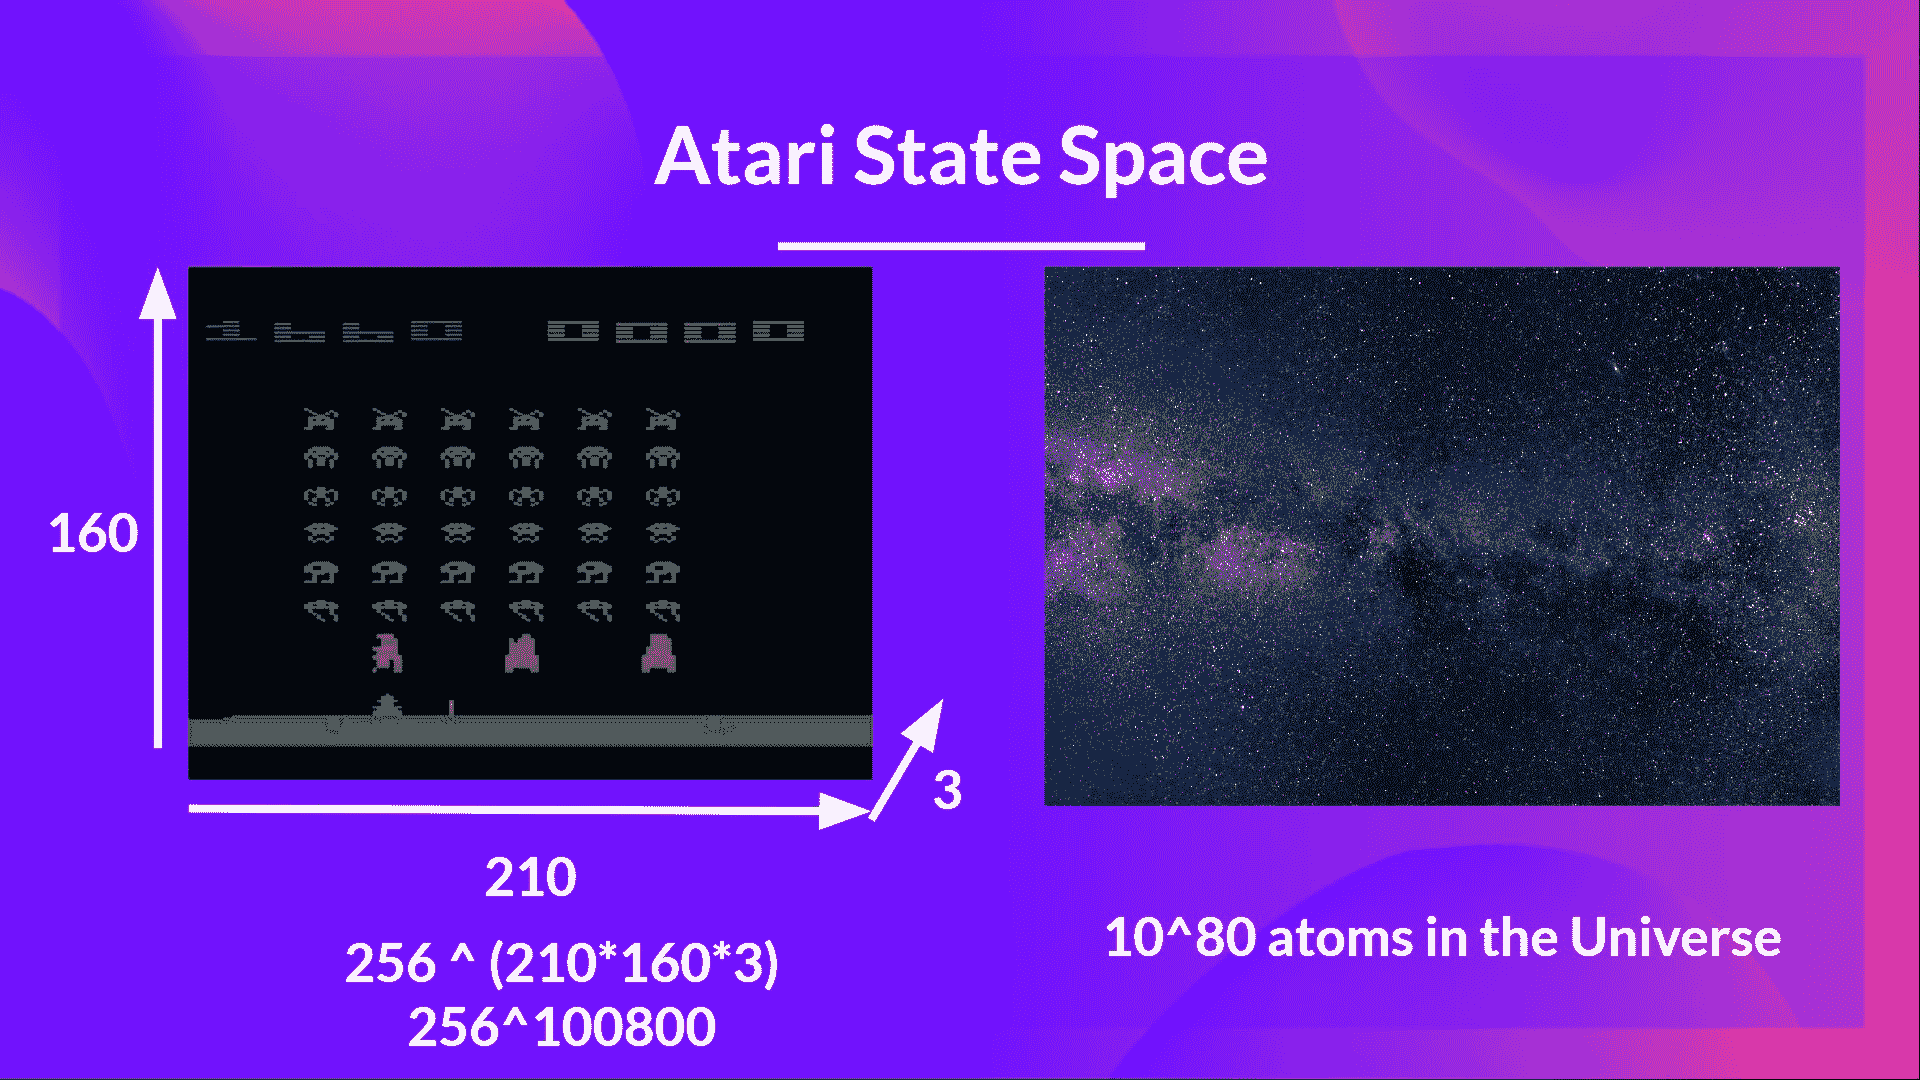 Atari State Space
160
3
210
256 ^ (210*160*3)
256^100800
10^80 atoms in the Universe